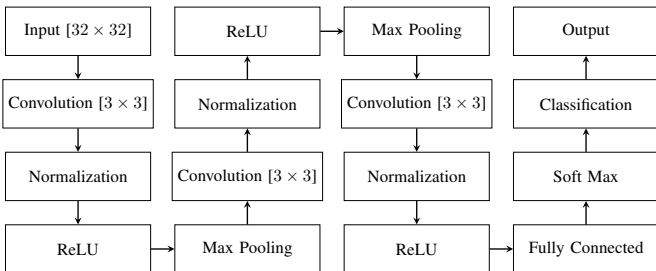 Input [32 × 32]
Convolution [3 × 3]
Normalization
ReLU
Max Pooling
Convolution [3 × 3]
Normalization
ReLU
Max Pooling
Convolution [3 × 3]
Normalization
ReLU
Fully Connected
Soft Max
Classification
Output